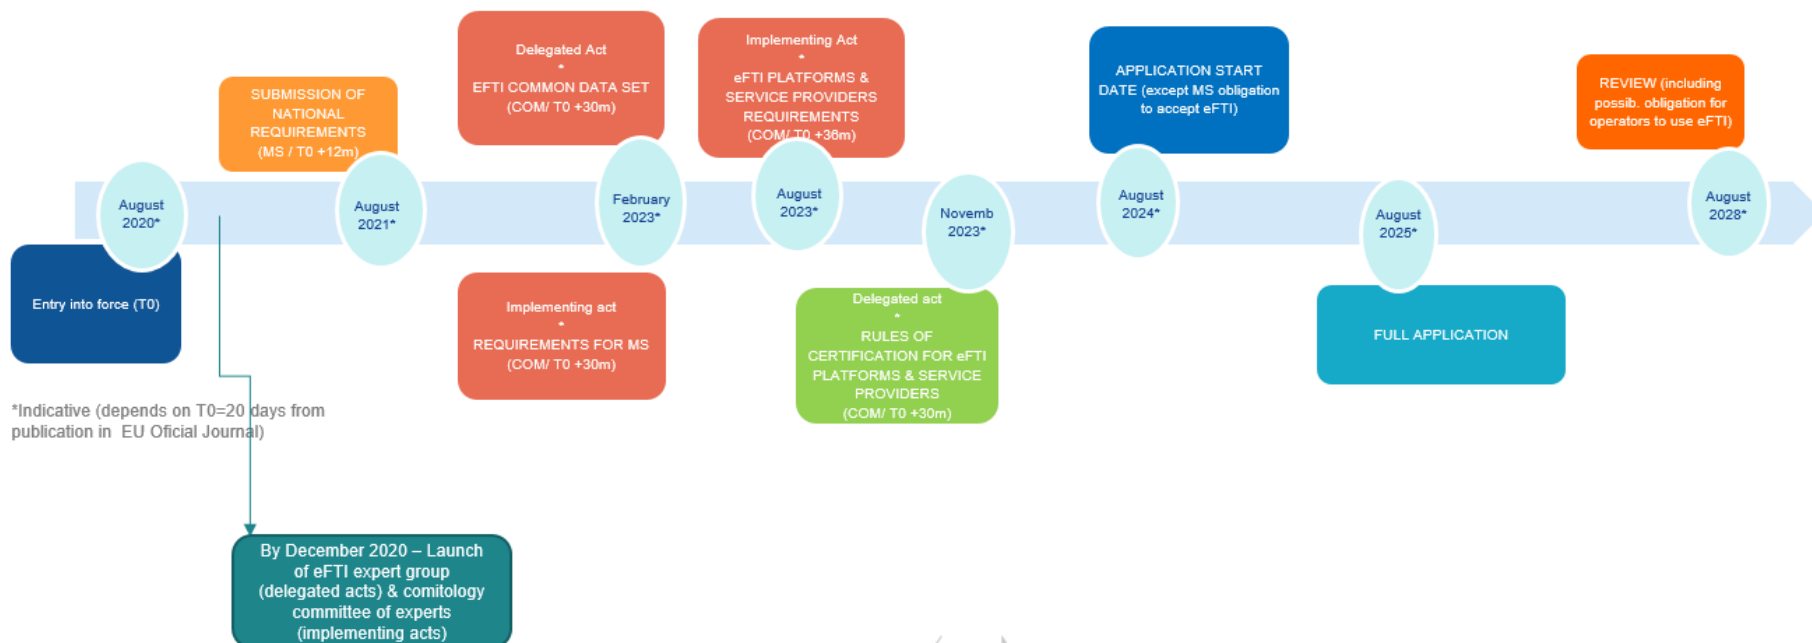 Delegated Act
*
EFTI COMMON DATA SET
(COM/ T0 +30m)
Implementing Act
*
eFTI PLATFORMS &
SERVICE PROVIDERS
REQUIREMENTS
(COM/ T0 +36m)
APPLICATION START
DATE (except MS obligation
to accept eFTI)
REVIEW (including
possib. obligation for
operators to use eFTI)
SUBMISSION OF
NATIONAL
REQUIREMENTS
(MS / T0 +12m)
August
2020*
August
2021*
February
2023*
August
2023*
Novemb
2023*
August
2024*
August
2025*
August
2028*
Entry into force (T0)
Implementing act
*
REQUIREMENTS FOR MS
(COM/ T0 +30m)
Delegated act
*
RULES OF
CERTIFICATION FOR eFTI
PLATFORMS & SERVICE
PROVIDERS
(COM/ T0 +30m)
FULL APPLICATION
*Indicative (depends on T0=20 days from
publication in EU Oficial Journal)
By December 2020 – Launch
of eFTI expert group
(delegated acts) & comitology
committee of experts
(implementing acts)